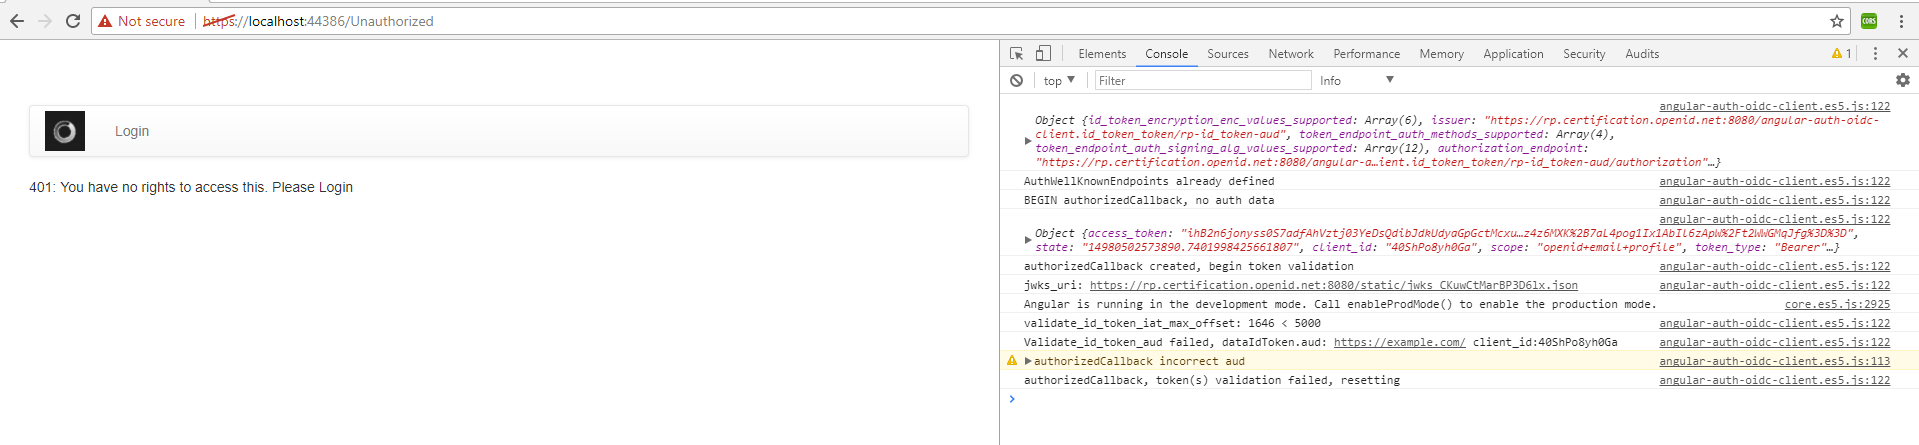 Not secure https://localhost:44386/Unauthorized CORS
Login
401: You have no rights to access this. Please Login
Elements Console Sources Network Performance Memory Application Security Audits 1
top Filter Info
angular-auth-oidc-client.es5.js:122
Object {id_token_encryption_enc_values_supported: Array(6), issuer: "https://rp.certification.openid.net:8080/angular-auth-oidc-
client.id_token_token/rp-id_token-aud", token_endpoint_auth_methods_supported: Array(4),
token_endpoint_auth_signing_alg_values_supported: Array(12), authorization_endpoint:
"https://rp.certification.openid.net:8080/angular-a…ient.id_token_token/rp-id_token-aud/authorization"…}
AuthWellKnownEndpoints already defined angular-auth-oidc-client.es5.js:122
BEGIN authorizedCallback, no auth data angular-auth-oidc-client.es5.js:122
angular-auth-oidc-client.es5.js:122
Object {access_token: "ihB2n6jonyss0S7adfAhVztj03YeDsQdibJdkUdyaGpGctMcxu…z4z6MXK%2B7aL4pog1Ix1AbIl6zApW%2Ft2WWGMqJfg%3D%3D",
state: "14980502573890.7401998425661807", client_id: "40ShPo8yh0Ga", scope: "openid+email+profile", token_type: "Bearer"…}
authorizedCallback created, begin token validation angular-auth-oidc-client.es5.js:122
jwks_uri: https://rp.certification.openid.net:8080/static/jwks_CKuwCtMarBP3D6lx.json angular-auth-oidc-client.es5.js:122
Angular is running in the development mode. Call enableProdMode() to enable the production mode. core.es5.js:2925
validate_id_token_iat_max_offset: 1646 < 5000 angular-auth-oidc-client.es5.js:122
Validate_id_token_aud failed, dataIdToken.aud: https://example.com/ client_id:40ShPo8yh0Ga angular-auth-oidc-client.es5.js:122
authorizedCallback incorrect aud angular-auth-oidc-client.es5.js:113
authorizedCallback, token(s) validation failed, resetting angular-auth-oidc-client.es5.js:122